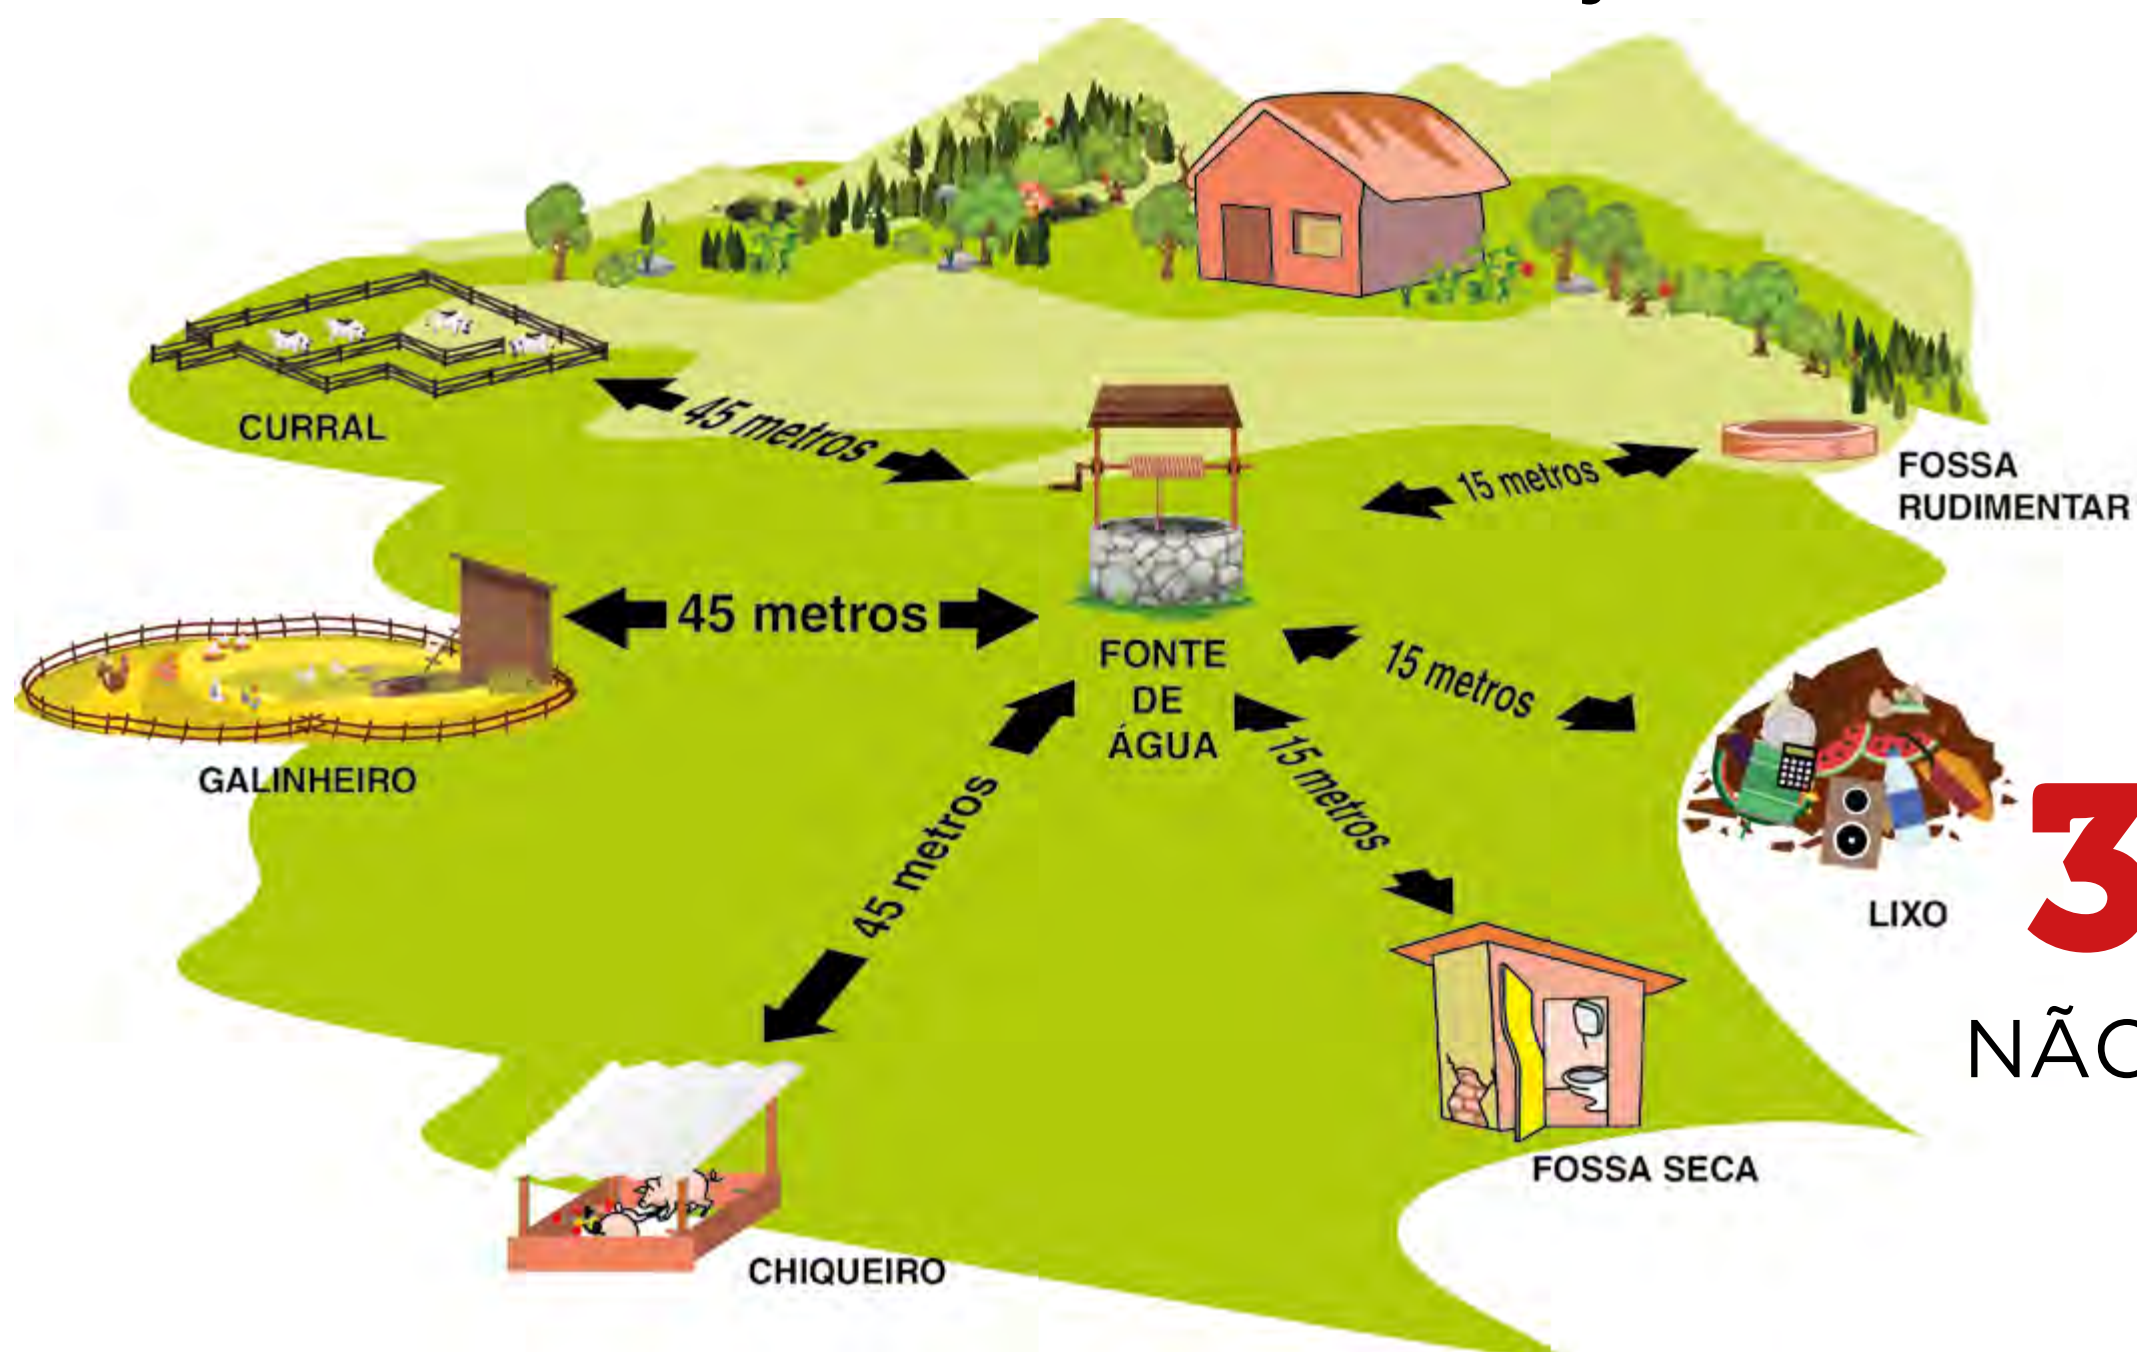 CURRAL
45 metros
15 metros
FOSSA
RUDIMENTAR
45 metros
FONTE
DE
ÁGUA
15 metros
GALINHEIRO
45 metros
15 metros
LIXO
3
NÃO
FOSSA SECA
CHIQUEIRO